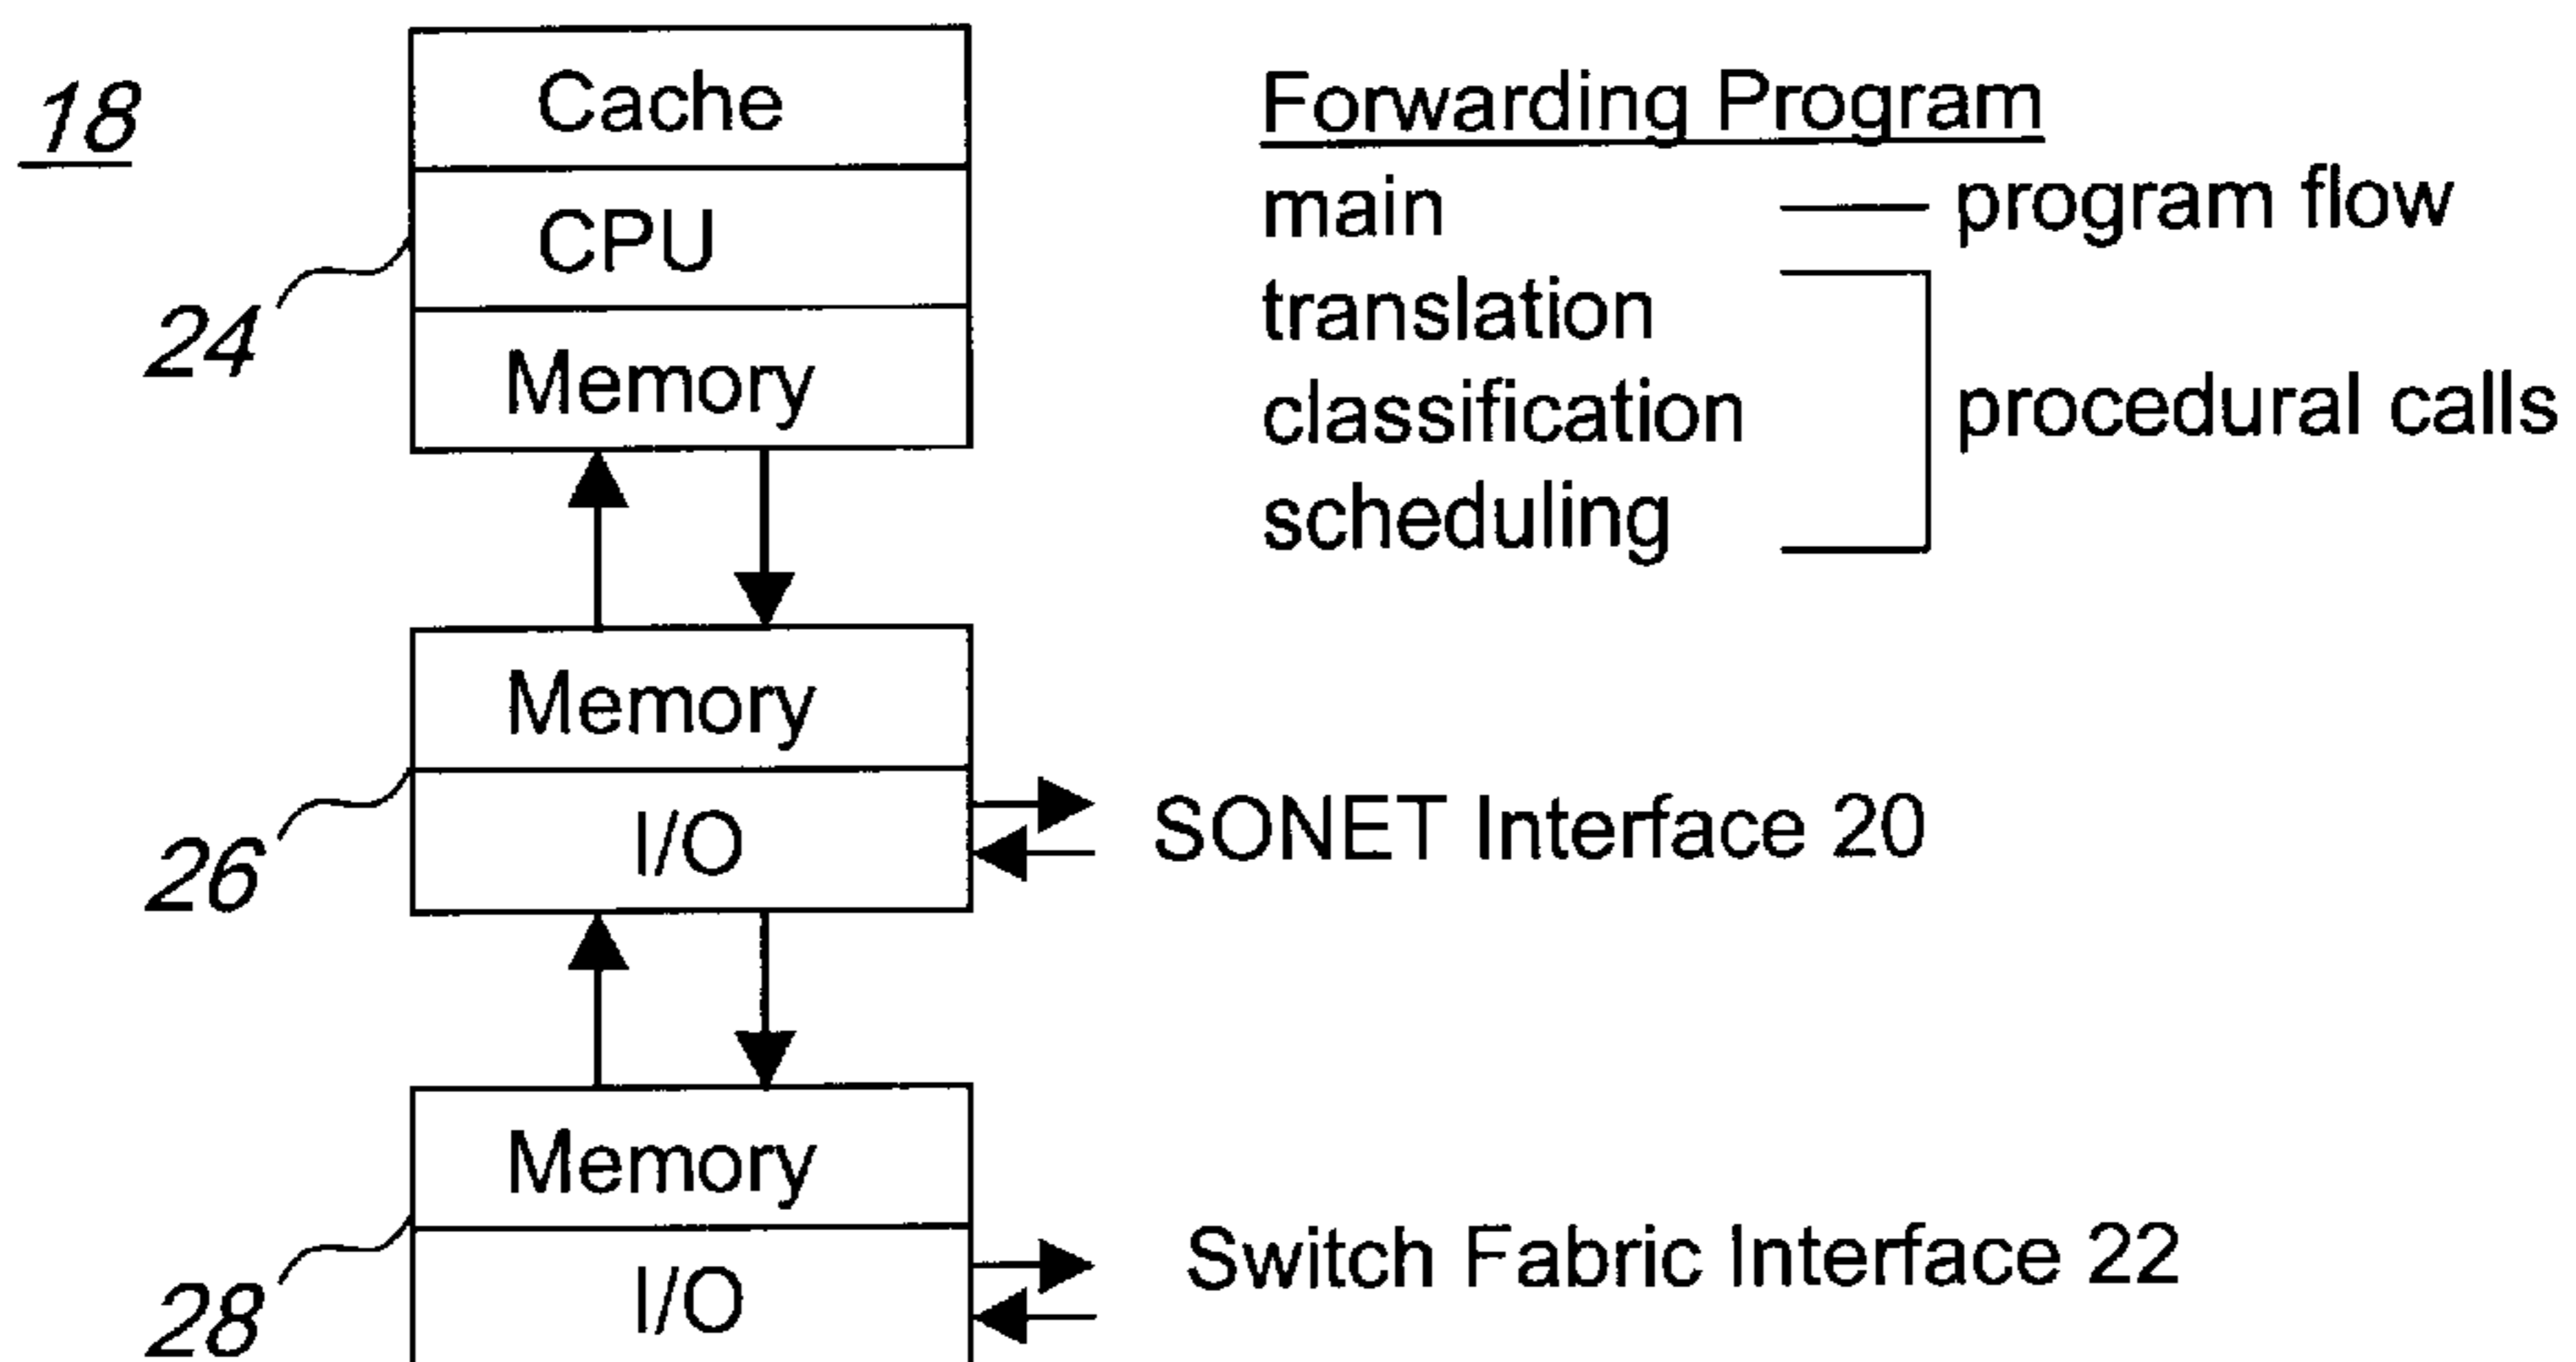 18
Cache
CPU
Memory
24
Forwarding Program
main
program flow
translation
classification
scheduling
procedural calls
Memory
I/O
26
SONET Interface 20
Memory
I/O
28
Switch Fabric Interface 22